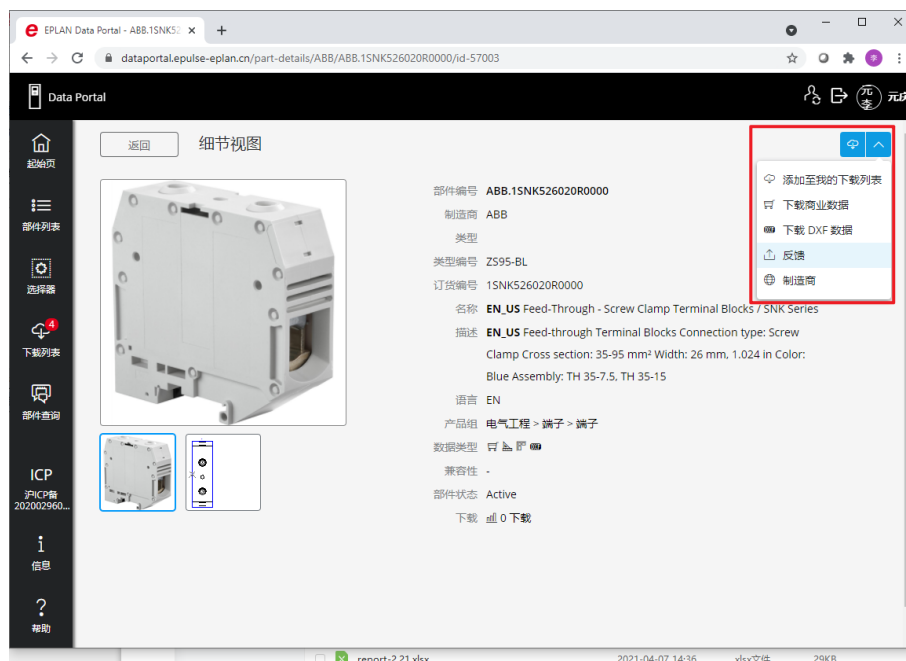 EPLAN Data Portal - ABB.1SNK52
dataportal.epulse-eplan.cn/part-details/ABB/ABB.1SNK526020R0000/id-57003
李
Data Portal
元李
元庆
起始页
部件列表
选择器
4
下载列表
部件查询
ICP
沪ICP备
202002960...
信息
帮助
返回
细节视图
添加至我的下载列表
下载商业数据
下载 DXF 数据
反馈
制造商
部件编号 ABB.1SNK526020R0000
制造商 ABB
类型
类型编号 ZS95-BL
订货编号 1SNK526020R0000
名称 EN_US Feed-Through - Screw Clamp Terminal Blocks / SNK Series
描述 EN_US Feed-through Terminal Blocks Connection type: Screw
Clamp Cross section: 35-95 mm² Width: 26 mm, 1.024 in Color:
Blue Assembly: TH 35-7.5, TH 35-15
语言 EN
产品组 电气工程 > 端子 > 端子
数据类型
兼容性 -
部件状态 Active
下载 0 下载
report-2.21.xlsx 2021-04-07 14:36 xlsx文件 29KB